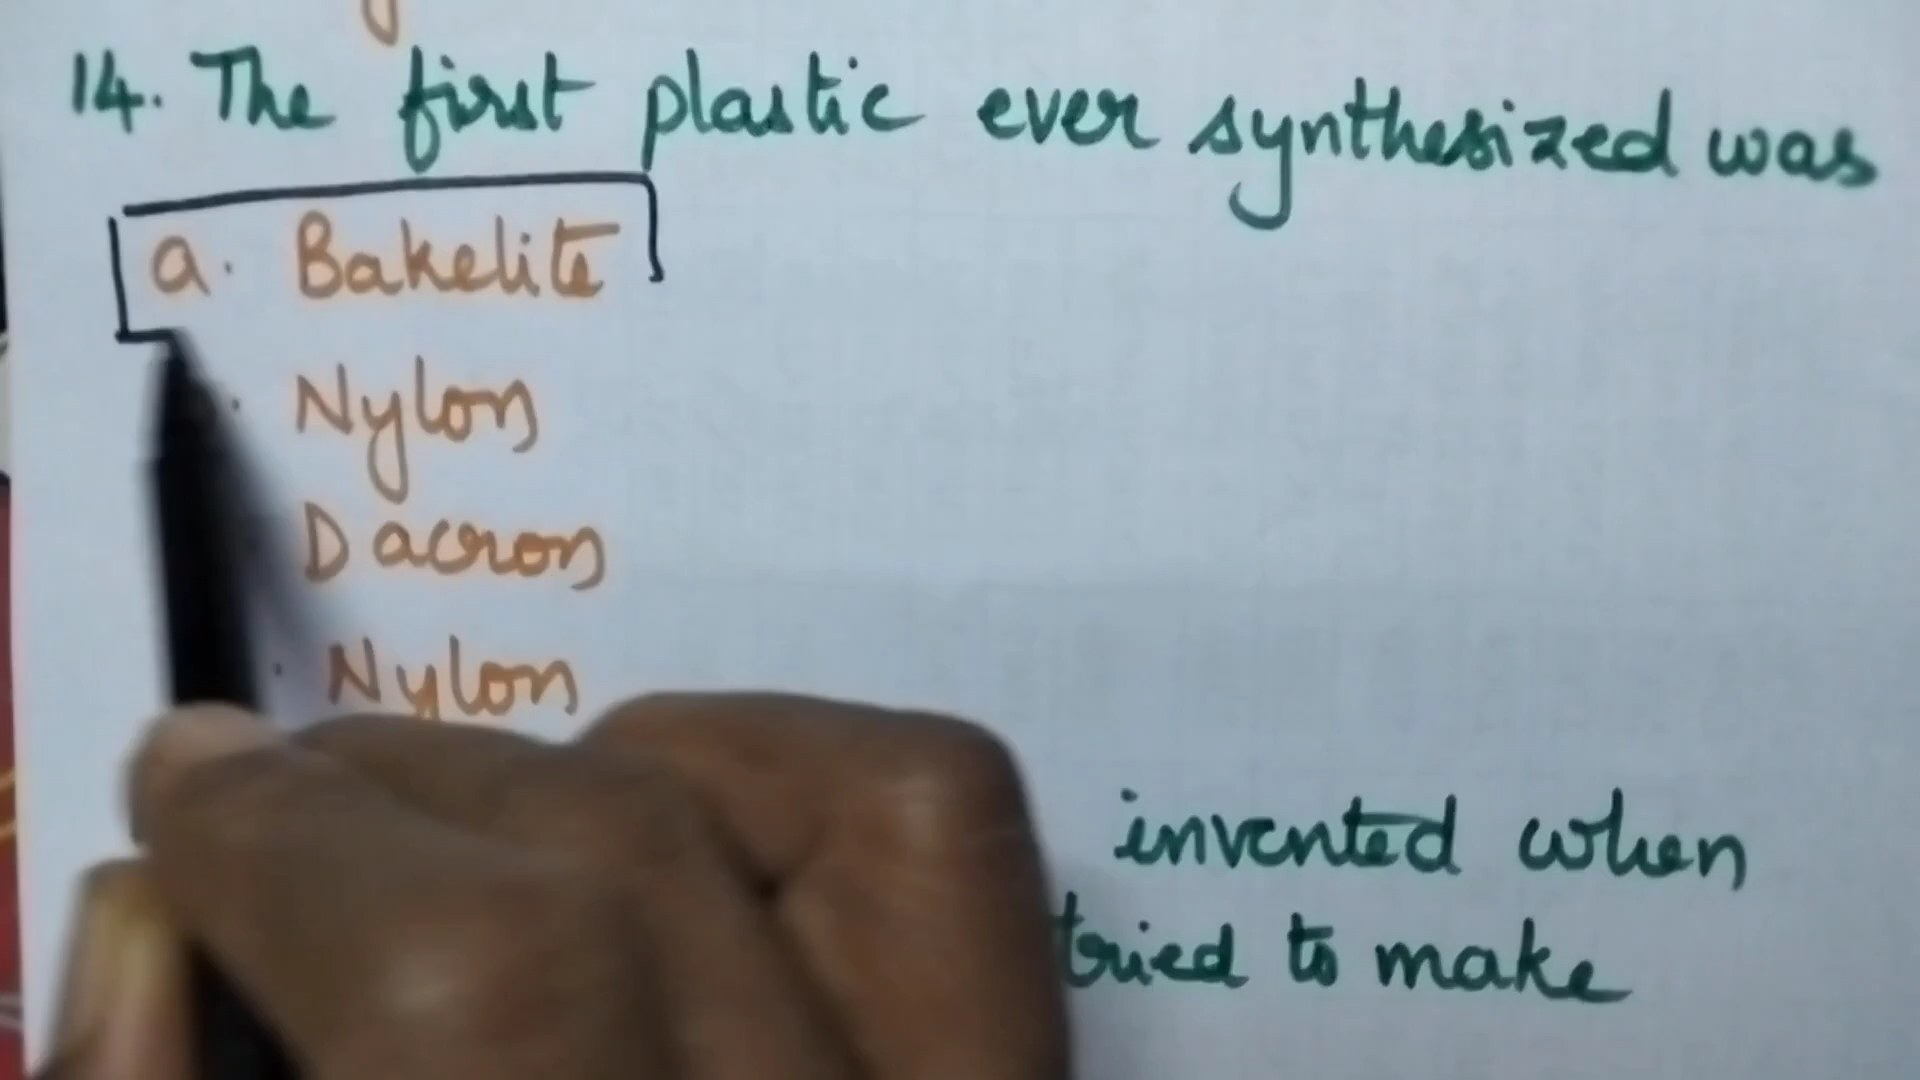 14. The first plastic ever synthesized was
a. Bakelite
Nylon
Dacron
Nylon
invented when
tried to make